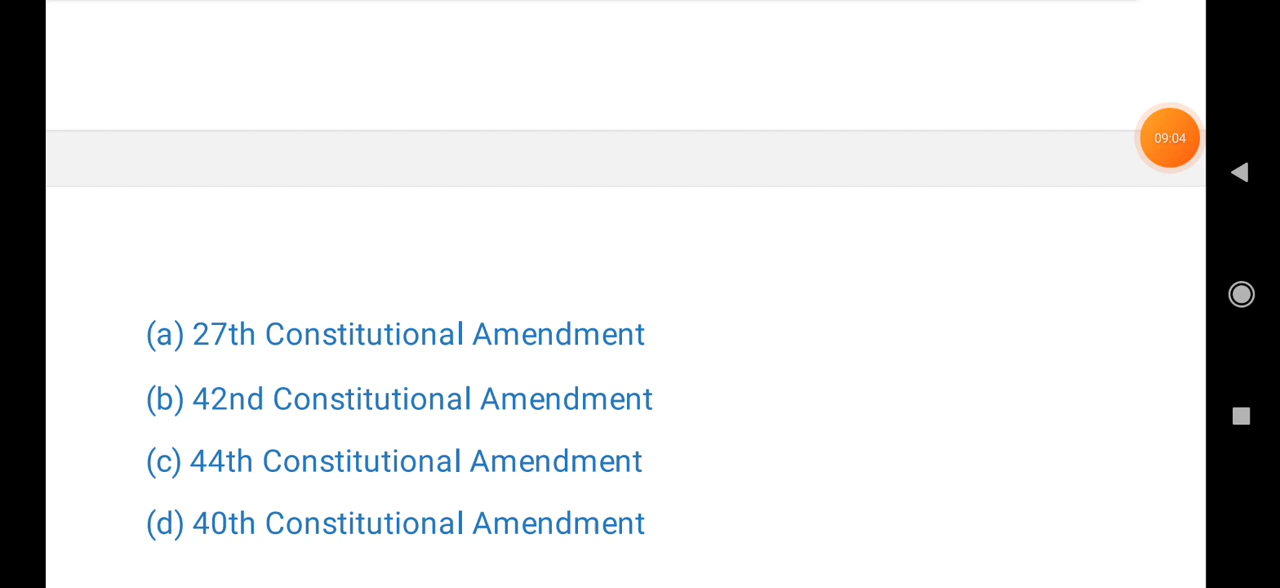 09:04
(a) 27th Constitutional Amendment
(b) 42nd Constitutional Amendment
(c) 44th Constitutional Amendment
(d) 40th Constitutional Amendment